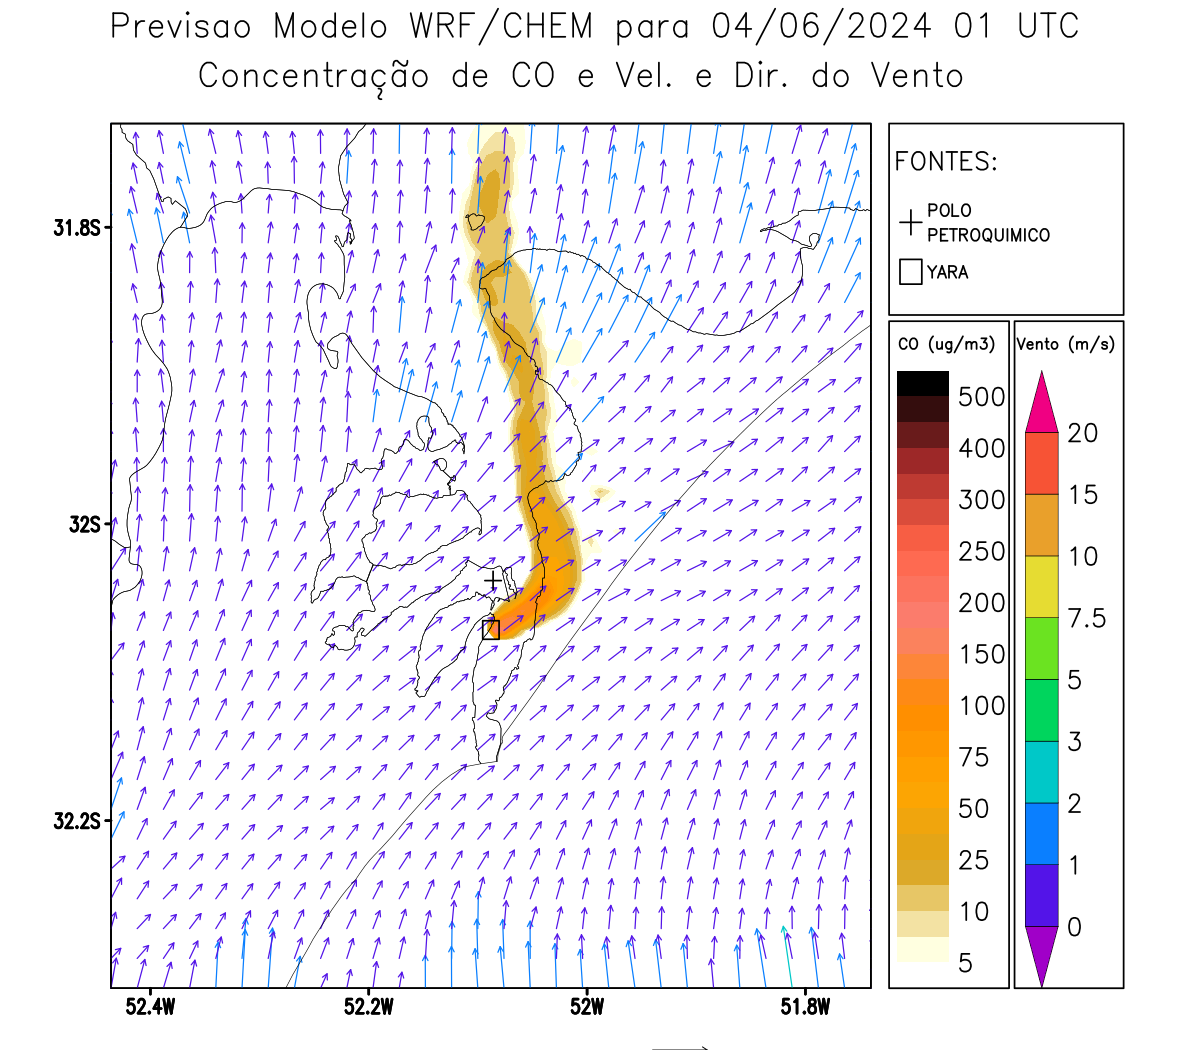 Previsao Modelo WRF/CHEM para 04/06/2024 01 UTC
Concentração de CO e Vel. e Dir. do Vento
FONTES:
POLO
PETROQUIMICO
YARA
CO (ug/m3)
500
400
300
250
200
150
100
75
50
25
10
5
Vento (m/s)
20
15
10
7.5
5
3
2
1
0
31.8S
32S
32.2S
52.4W
52.2W
52W
51.8W